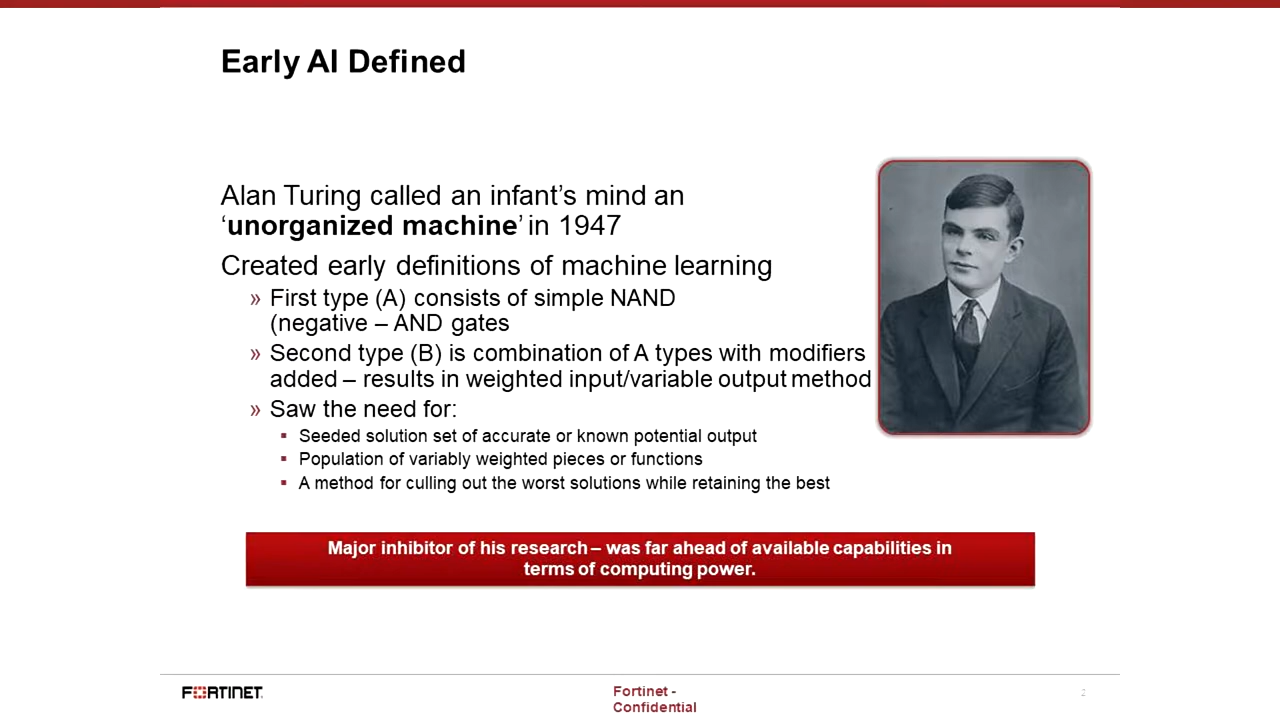 Early AI Defined
Alan Turing called an infant’s mind an
‘unorganized machine’ in 1947
Created early definitions of machine learning
» First type (A) consists of simple NAND
(negative – AND gates
» Second type (B) is combination of A types with modifiers
added – results in weighted input/variable output method
» Saw the need for:
▪ Seeded solution set of accurate or known potential output
▪ Population of variably weighted pieces or functions
▪ A method for culling out the worst solutions while retaining the best
Major inhibitor of his research – was far ahead of available capabilities in
terms of computing power.
FORTINET
Fortinet -
Confidential
2